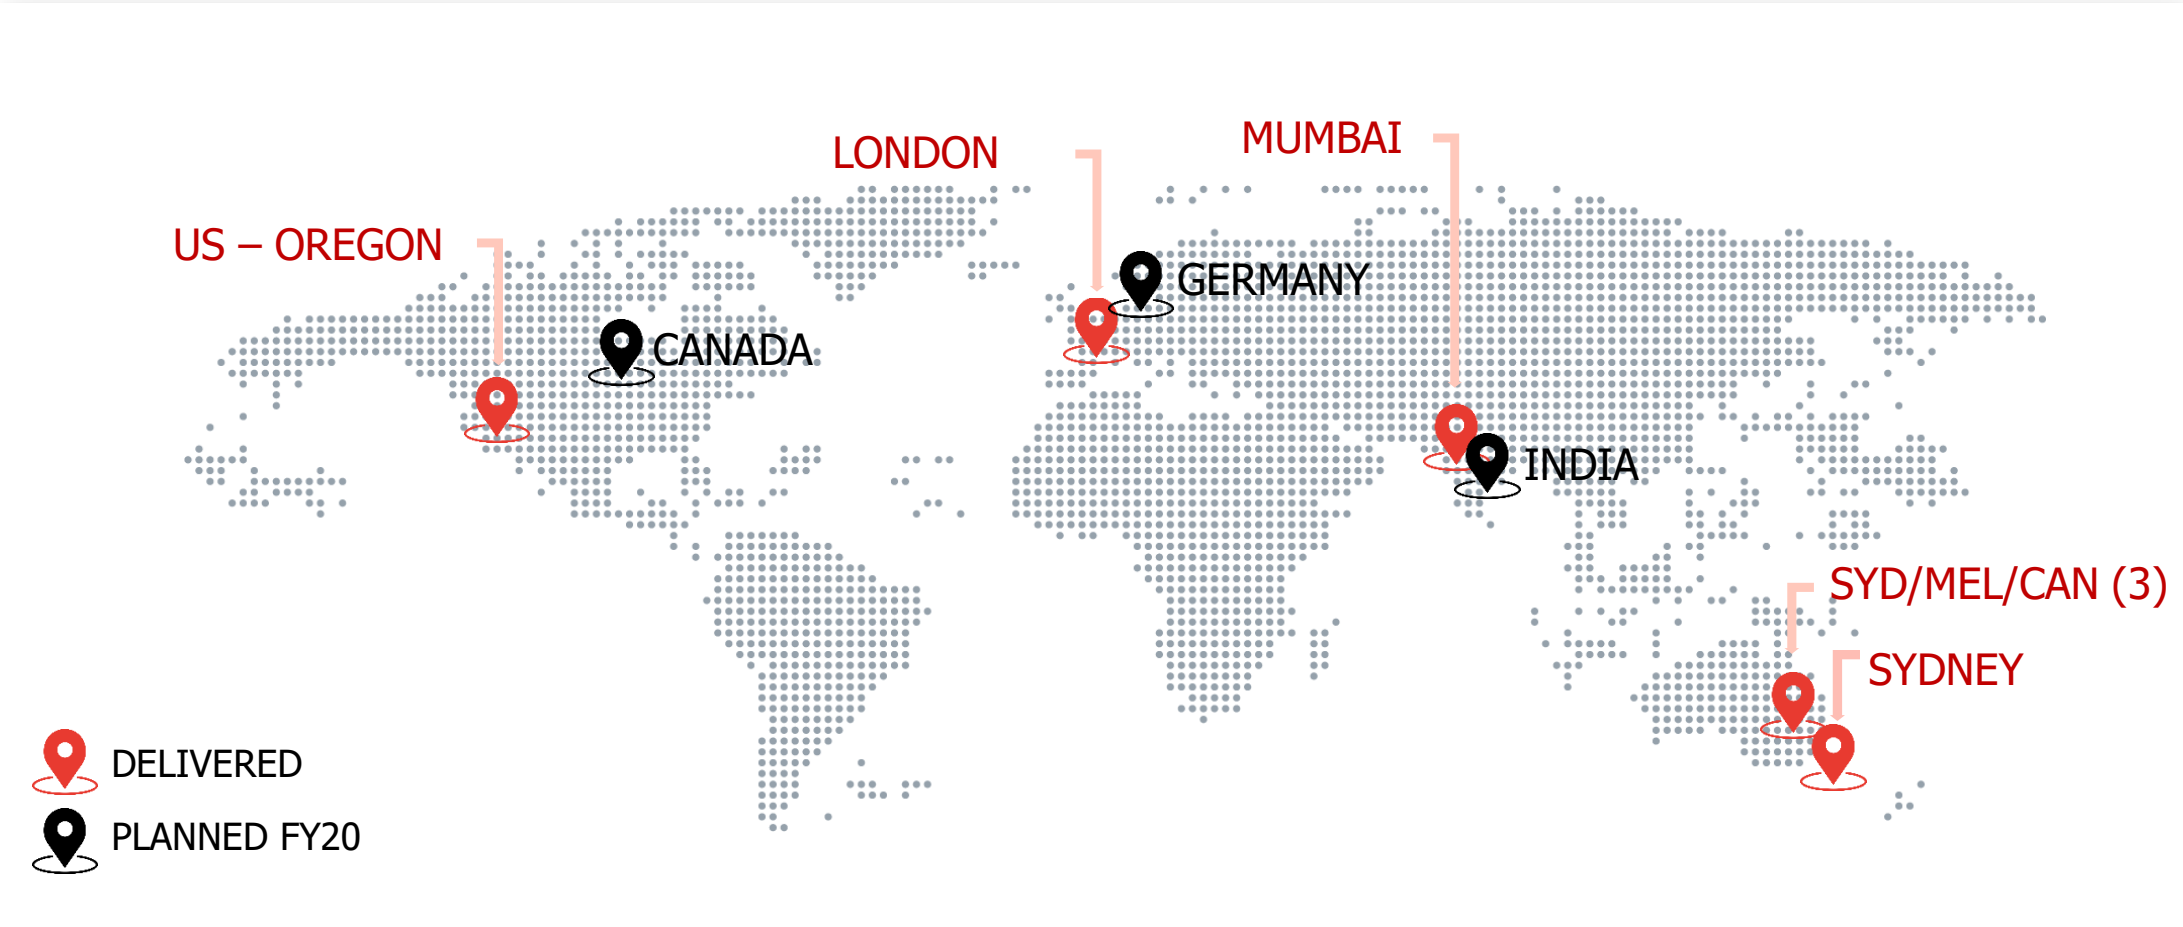 LONDON
MUMBAI
US – OREGON
GERMANY
CANADA
INDIA
SYD/MEL/CAN (3)
SYDNEY
DELIVERED
PLANNED FY20